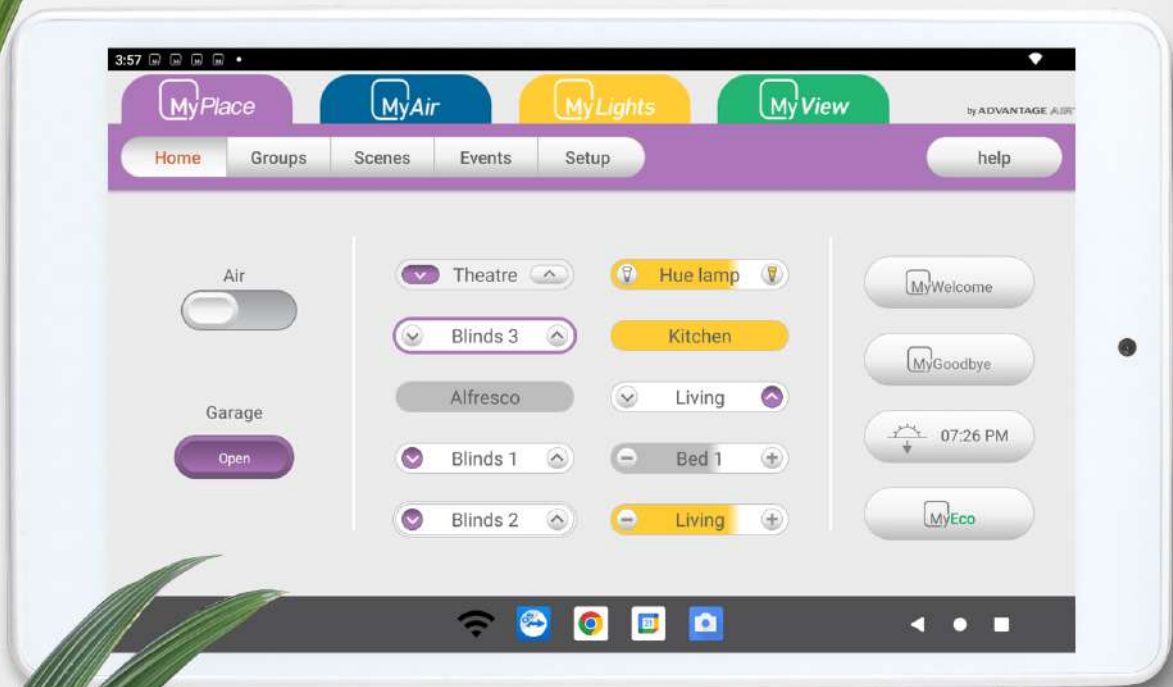 3:57
MyPlace
MyAir
MyLights
MyView
by ADVANTAGE AIR
Home
Groups
Scenes
Events
Setup
help
Air
Garage
Open
Theatre
Blinds 3
Alfresco
Blinds 1
Blinds 2
Hue lamp
Kitchen
Living
Bed 1
Living
MyWelcome
MyGoodbye
07:26 PM
MyEco
31